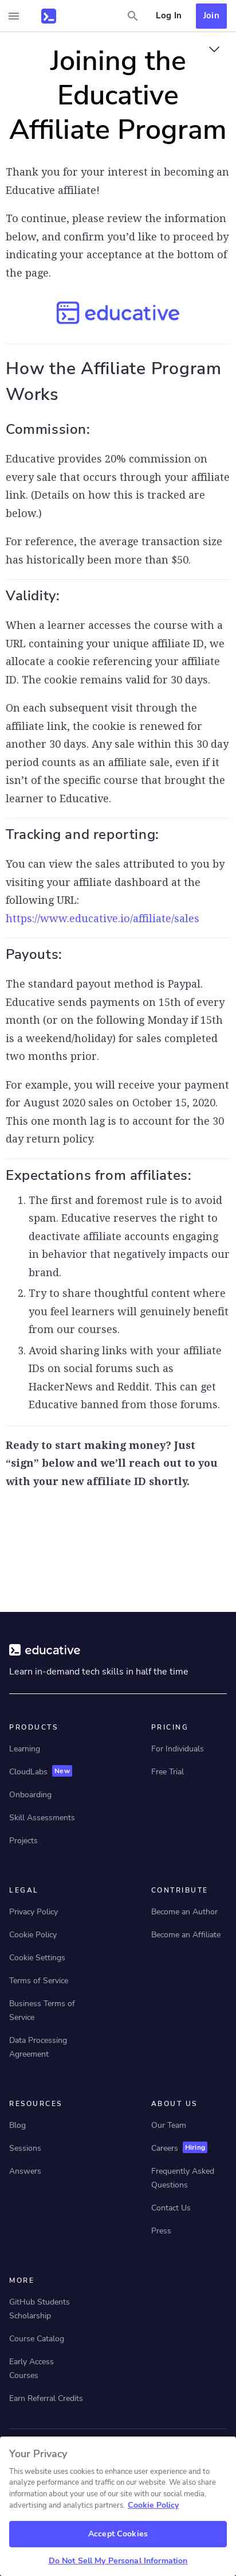 Log In
Join
Joining the
Educative
Affiliate Program
Thank you for your interest in becoming an
Educative affiliate!
To continue, please review the information
below, and confirm you’d like to proceed by
indicating your acceptance at the bottom of
the page.
educative
How the Affiliate Program
Works
Commission:
Educative provides 20% commission on
every sale that occurs through your affiliate
link. (Details on how this is tracked are
below.)
For reference, the average transaction size
has historically been more than $50.
Validity:
When a learner accesses the course with a
URL containing your unique affiliate ID, we
allocate a cookie referencing your affiliate
ID. The cookie remains valid for 30 days.
On each subsequent visit through the
affiliate link, the cookie is renewed for
another 30 days. Any sale within this 30 day
period counts as an affiliate sale, even if it
isn’t of the specific course that brought the
learner to Educative.
Tracking and reporting:
You can view the sales attributed to you by
visiting your affiliate dashboard at the
following URL:
https://www.educative.io/affiliate/sales
Payouts:
The standard payout method is Paypal.
Educative sends payments on 15th of every
month (or on the following Monday if 15th
is a weekend/holiday) for sales completed
two months prior.
For example, you will receive your payment
for August 2020 sales on October 15, 2020.
This one month lag is to account for the 30
day return policy.
Expectations from affiliates:
1. The first and foremost rule is to avoid
spam. Educative reserves the right to
deactivate affiliate accounts engaging
in behavior that negatively impacts our
brand.
2. Try to share thoughtful content where
you feel learners will genuinely benefit
from our courses.
3. Avoid sharing links with your affiliate
IDs on social forums such as
HackerNews and Reddit. This can get
Educative banned from those forums.
Ready to start making money? Just
“sign” below and we’ll reach out to you
with your new affiliate ID shortly.
educative
Learn in-demand tech skills in half the time
PRODUCTS
Learning
CloudLabs New
Onboarding
Skill Assessments
Projects
PRICING
For Individuals
Free Trial
LEGAL
Privacy Policy
Cookie Policy
Cookie Settings
Terms of Service
Business Terms of
Service
Data Processing
Agreement
CONTRIBUTE
Become an Author
Become an Affiliate
RESOURCES
Blog
Sessions
Answers
ABOUT US
Our Team
Careers Hiring
Frequently Asked
Questions
Contact Us
Press
MORE
GitHub Students
Scholarship
Course Catalog
Early Access
Courses
Earn Referral Credits
Your Privacy
This website uses cookies to enhance user experience and to
analyze performance and traffic on our website. We also share
information with our social media,
advertising and analytics partners. Cookie Policy
Accept Cookies
Do Not Sell My Personal Information